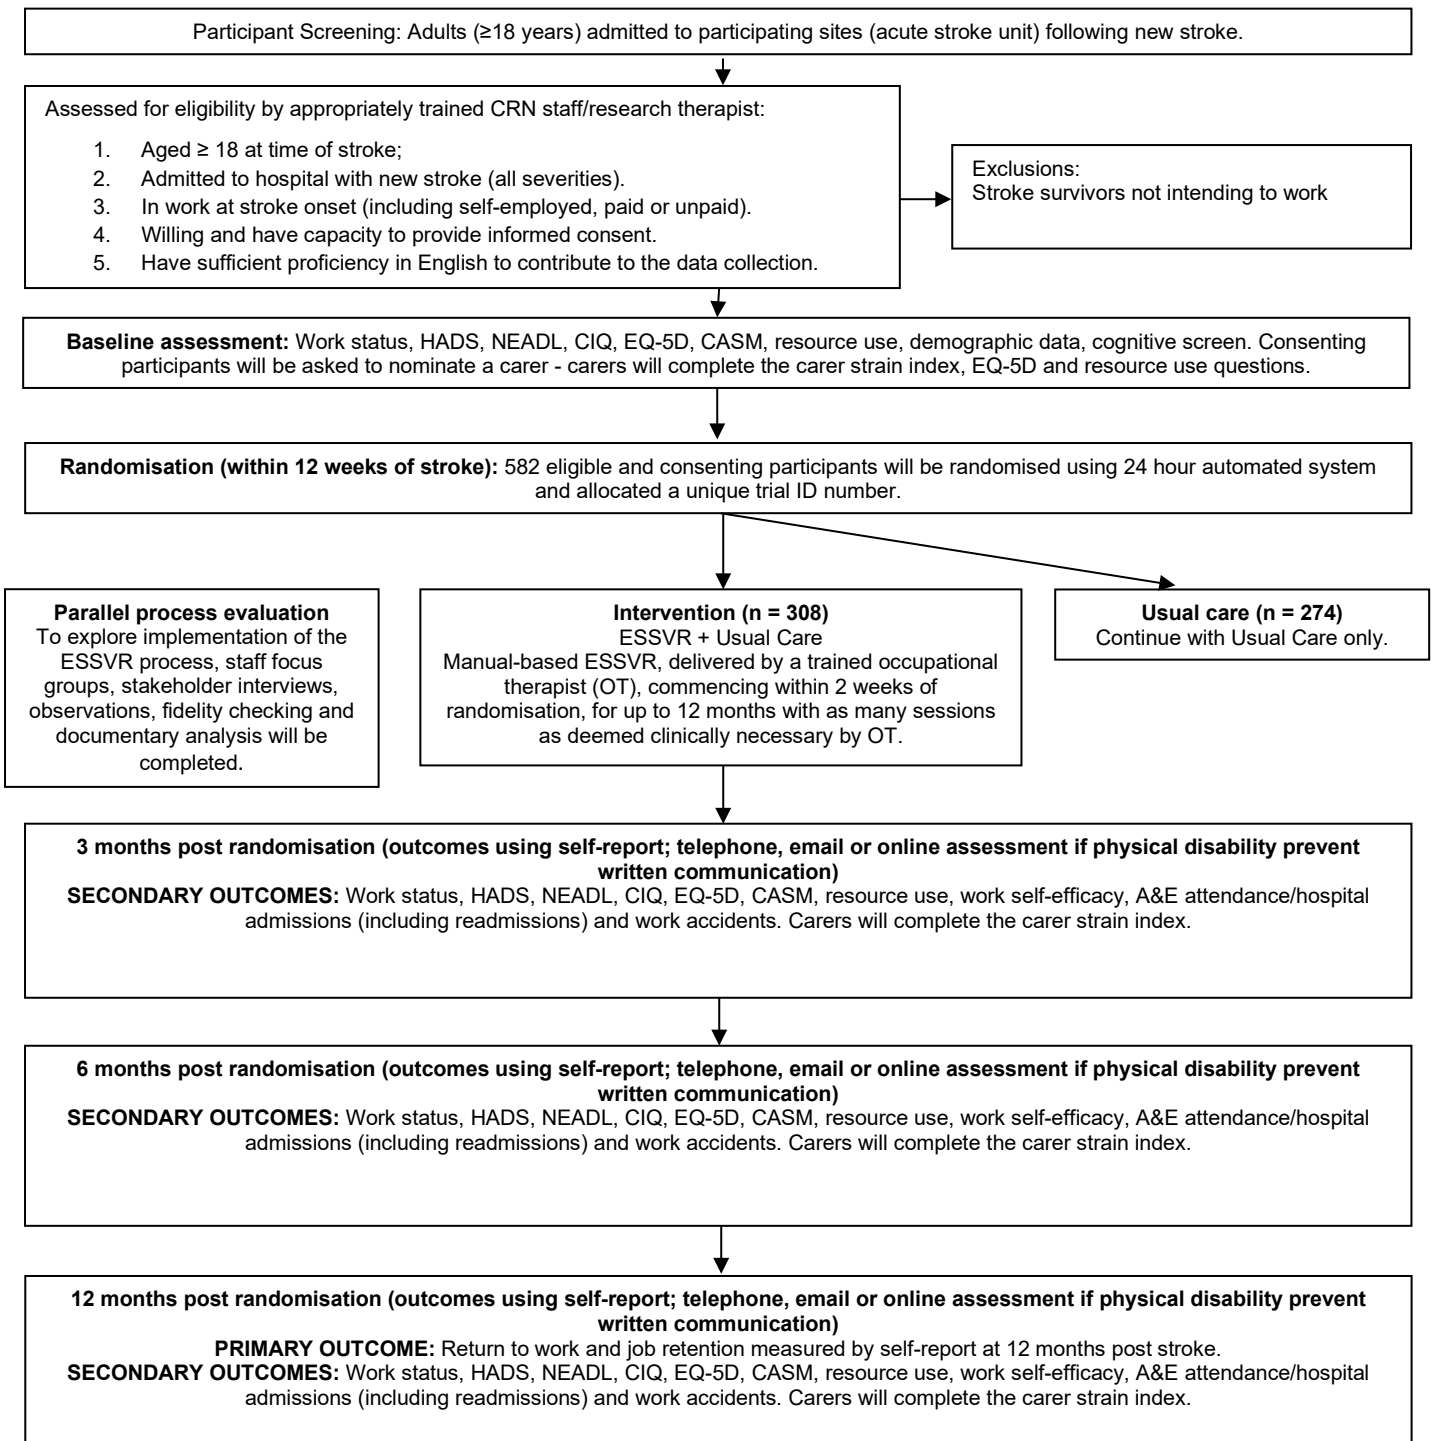 Participant Screening: Adults (≥18 years) admitted to participating sites (acute stroke unit) following new stroke.
Assessed for eligibility by appropriately trained CRN staff/research therapist:
1. Aged ≥ 18 at time of stroke;
2. Admitted to hospital with new stroke (all severities).
3. In work at stroke onset (including self-employed, paid or unpaid).
4. Willing and have capacity to provide informed consent.
5. Have sufficient proficiency in English to contribute to the data collection.
Exclusions:
Stroke survivors not intending to work
Baseline assessment: Work status, HADS, NEADL, CIQ, EQ-5D, CASM, resource use, demographic data, cognitive screen. Consenting
participants will be asked to nominate a carer - carers will complete the carer strain index, EQ-5D and resource use questions.
Randomisation (within 12 weeks of stroke): 582 eligible and consenting participants will be randomised using 24 hour automated system
and allocated a unique trial ID number.
Parallel process evaluation
To explore implementation of the
ESSVR process, staff focus
groups, stakeholder interviews,
observations, fidelity checking and
documentary analysis will be
completed.
Intervention (n = 308)
ESSVR + Usual Care
Manual-based ESSVR, delivered by a trained occupational
therapist (OT), commencing within 2 weeks of
randomisation, for up to 12 months with as many sessions
as deemed clinically necessary by OT.
Usual care (n = 274)
Continue with Usual Care only.
3 months post randomisation (outcomes using self-report; telephone, email or online assessment if physical disability prevent
written communication)
SECONDARY OUTCOMES: Work status, HADS, NEADL, CIQ, EQ-5D, CASM, resource use, work self-efficacy, A&E attendance/hospital
admissions (including readmissions) and work accidents. Carers will complete the carer strain index.
6 months post randomisation (outcomes using self-report; telephone, email or online assessment if physical disability prevent
written communication)
SECONDARY OUTCOMES: Work status, HADS, NEADL, CIQ, EQ-5D, CASM, resource use, work self-efficacy, A&E attendance/hospital
admissions (including readmissions) and work accidents. Carers will complete the carer strain index.
12 months post randomisation (outcomes using self-report; telephone, email or online assessment if physical disability prevent
written communication)
PRIMARY OUTCOME: Return to work and job retention measured by self-report at 12 months post stroke.
SECONDARY OUTCOMES: Work status, HADS, NEADL, CIQ, EQ-5D, CASM, resource use, work self-efficacy, A&E attendance/hospital
admissions (including readmissions) and work accidents. Carers will complete the carer strain index.